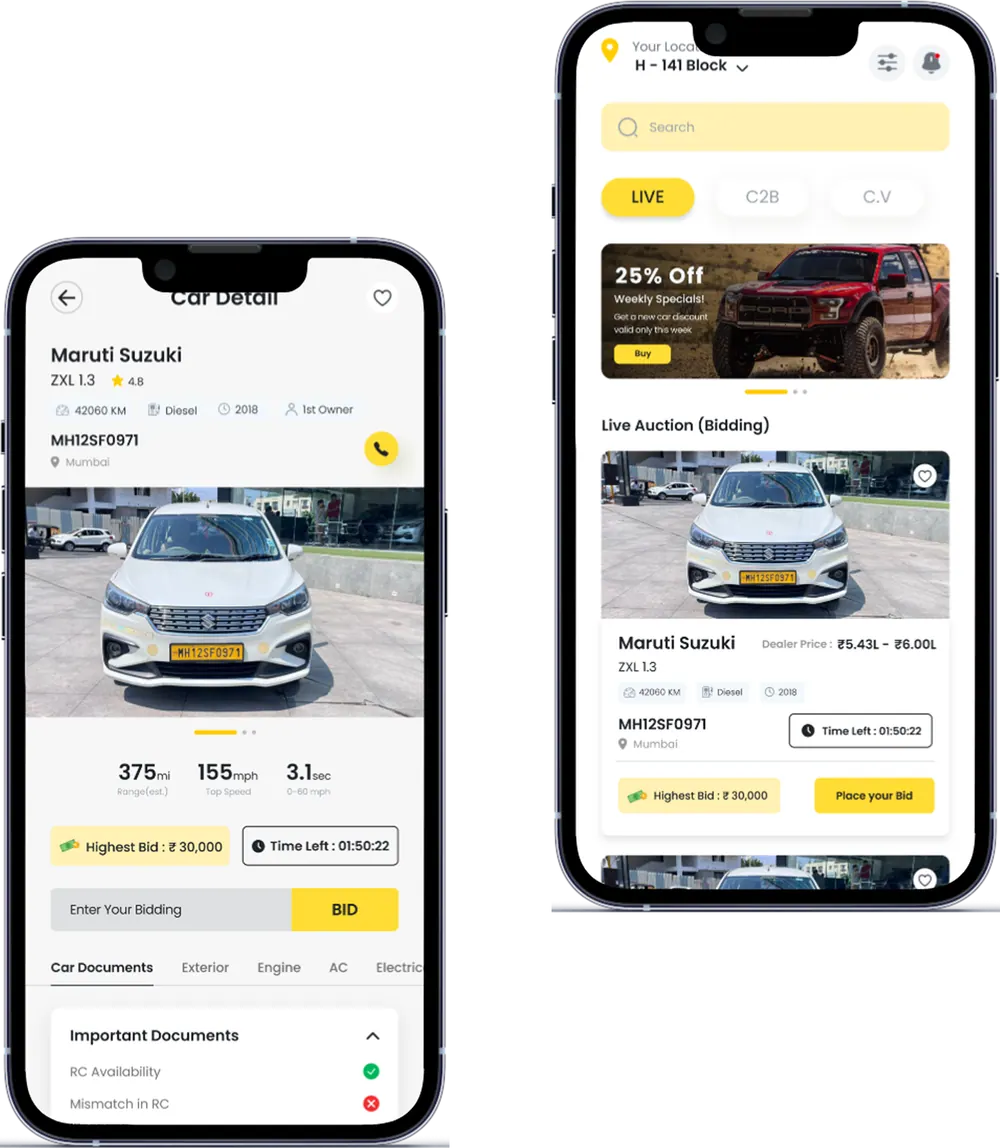 Car Detail
Maruti Suzuki
ZXL 1.3
4.8
42060 KM
Diesel
2018
1st Owner
MH12SF0971
Mumbai
MH12SF0971
375mi
Range(est.)
155mph
Top Speed
3.1sec
0-60 mph
Highest Bid : ₹ 30,000
Time Left : 01:50:22
Enter Your Bidding
BID
Car Documents
Exterior
Engine
AC
Electric
Important Documents
RC Availability
Mismatch in RC
Your Locat
H - 141 Block
Search
LIVE
C2B
C.V
25% Off
Weekly Specials!
Get a new car discount
valid only this week
Buy
FORD
Live Auction (Bidding)
MH12SF0971
Maruti Suzuki
Dealer Price : ₹5.43L - ₹6.00L
ZXL 1.3
42060 KM
Diesel
2018
MH12SF0971
Mumbai
Time Left : 01:50:22
Highest Bid : ₹ 30,000
Place your Bid